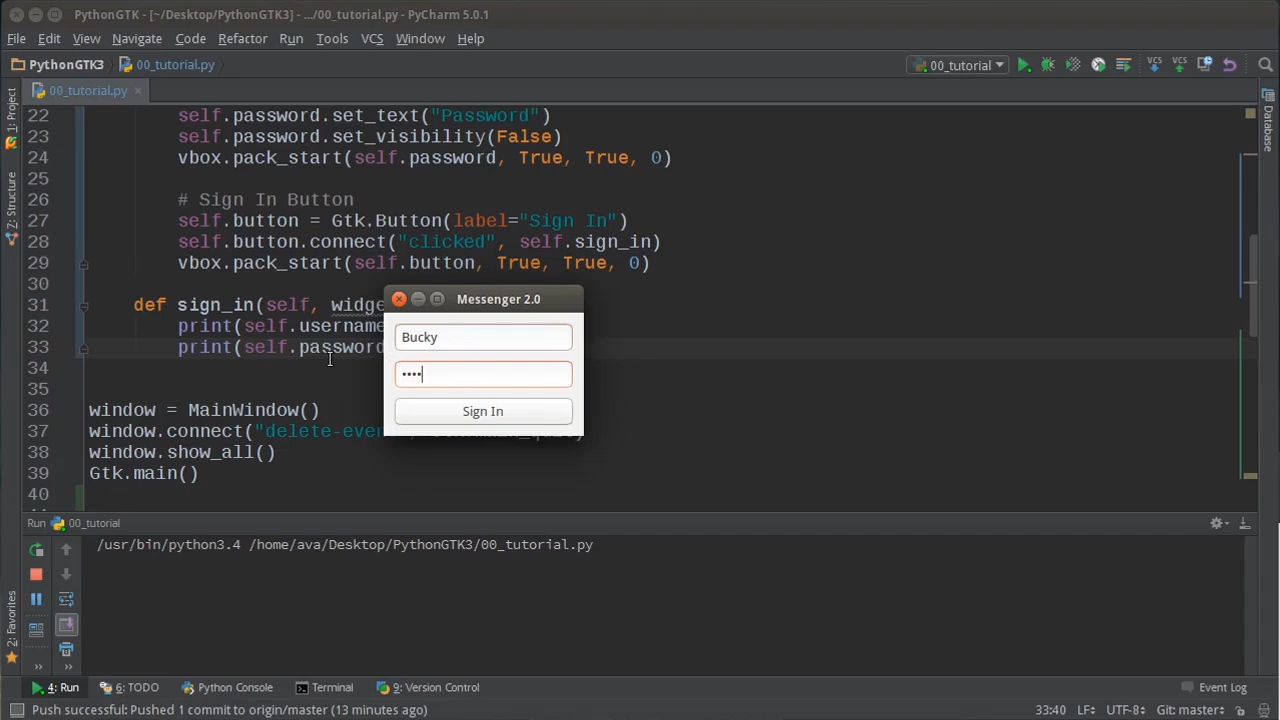 PythonGTK - [~/Desktop/PythonGTK3] - .../00_tutorial.py - PyCharm 5.0.1
File Edit View Navigate Code Refactor Run Tools VCS Window Help
PythonGTK3 00_tutorial.py 00_tutorial VCS VCS
00_tutorial.py
1: Project
Z: Structure
2: Favorites
Database
22 self.password.set_text("Password")
23 self.password.set_visibility(False)
24 vbox.pack_start(self.password, True, True, 0)
25
26 # Sign In Button
27 self.button = Gtk.Button(label="Sign In")
28 self.button.connect("clicked", self.sign_in)
29 vbox.pack_start(self.button, True, True, 0)
30
31 def sign_in(self, widge
32 print(self.username
33 print(self.password
34
35
36 window = MainWindow()
37 window.connect("delete-even
38 window.show_all()
39 Gtk.main()
40
Messenger 2.0
Bucky
••••
Sign In
Run 00_tutorial
/usr/bin/python3.4 /home/ava/Desktop/PythonGTK3/00_tutorial.py
4: Run 6: TODO Python Console Terminal 9: Version Control Event Log
Push successful: Pushed 1 commit to origin/master (13 minutes ago) 33:40 LF UTF-8 Git: master